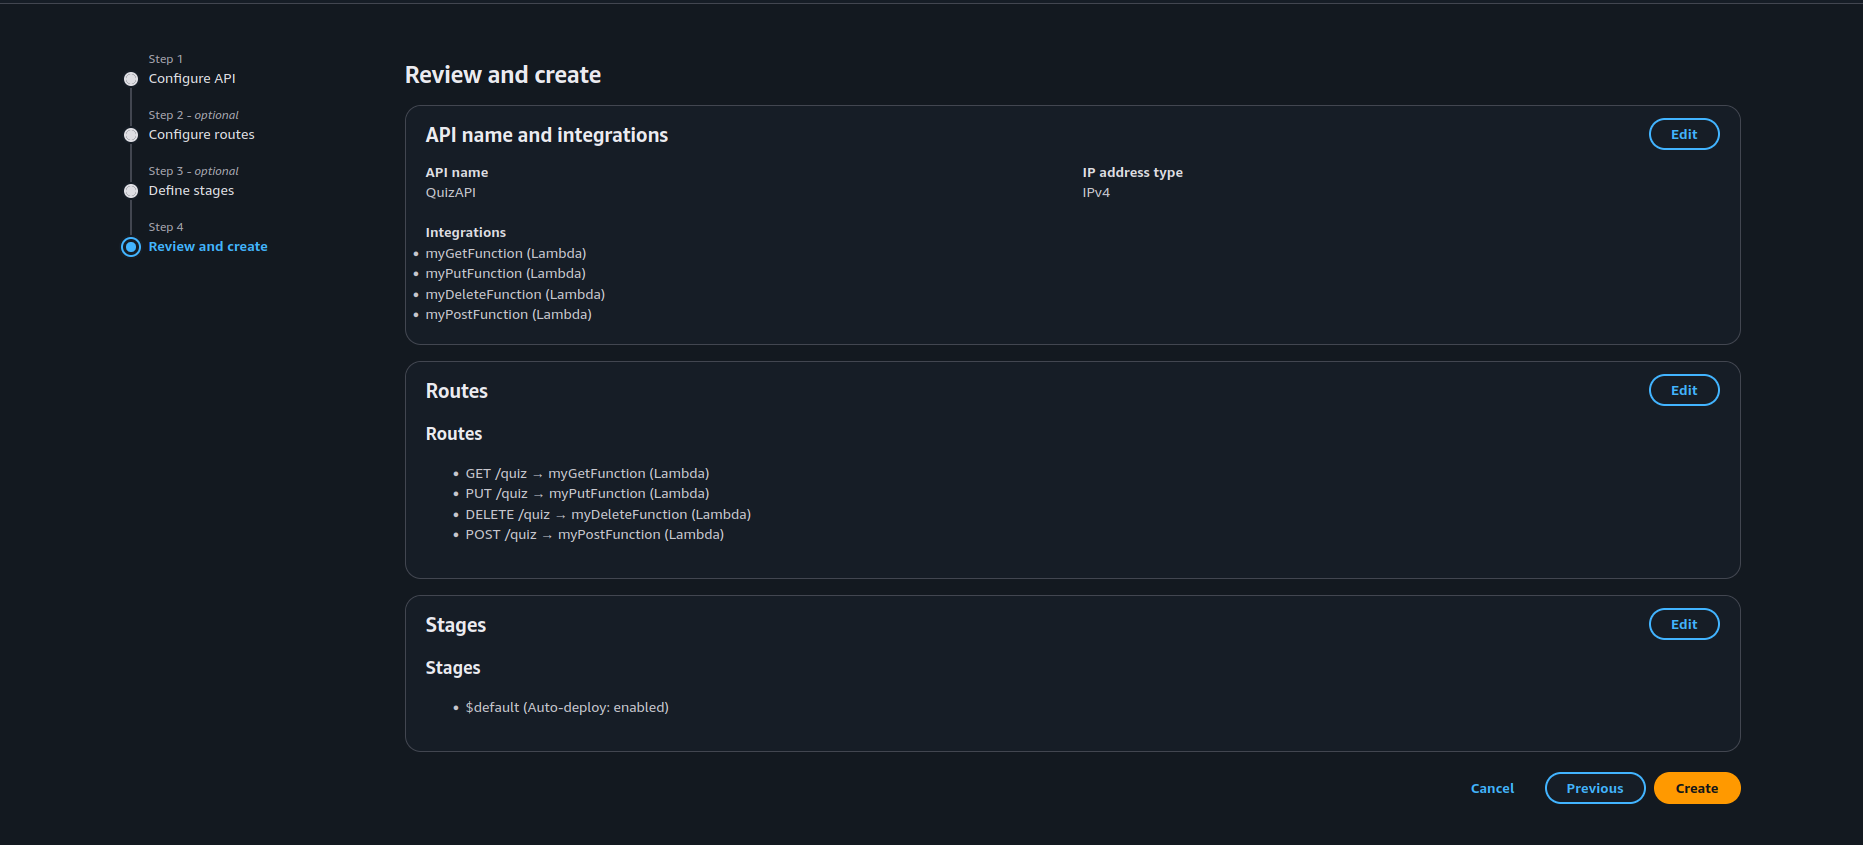 Step 1
Configure API
Step 2 - optional
Configure routes
Step 3 - optional
Define stages
Step 4
Review and create
Review and create
API name and integrations
Edit
API name
QuizAPI
IP address type
IPv4
Integrations
• myGetFunction (Lambda)
• myPutFunction (Lambda)
• myDeleteFunction (Lambda)
• myPostFunction (Lambda)
Routes
Edit
Routes
• GET /quiz → myGetFunction (Lambda)
• PUT /quiz → myPutFunction (Lambda)
• DELETE /quiz → myDeleteFunction (Lambda)
• POST /quiz → myPostFunction (Lambda)
Stages
Edit
Stages
• $default (Auto-deploy: enabled)
Cancel
Previous
Create